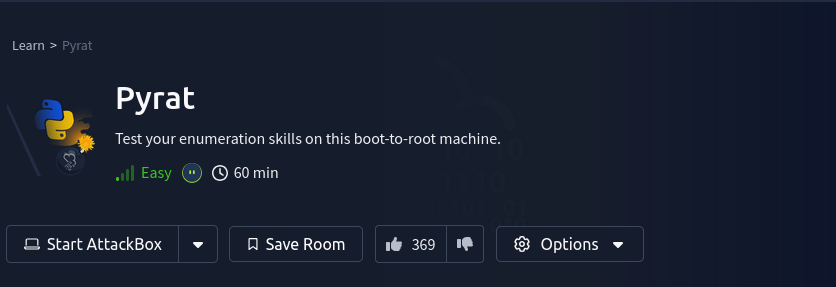 Learn > Pyrat
Pyrat
Test your enumeration skills on this boot-to-root machine.
Easy 60 min
Start AttackBox Save Room 369 Options